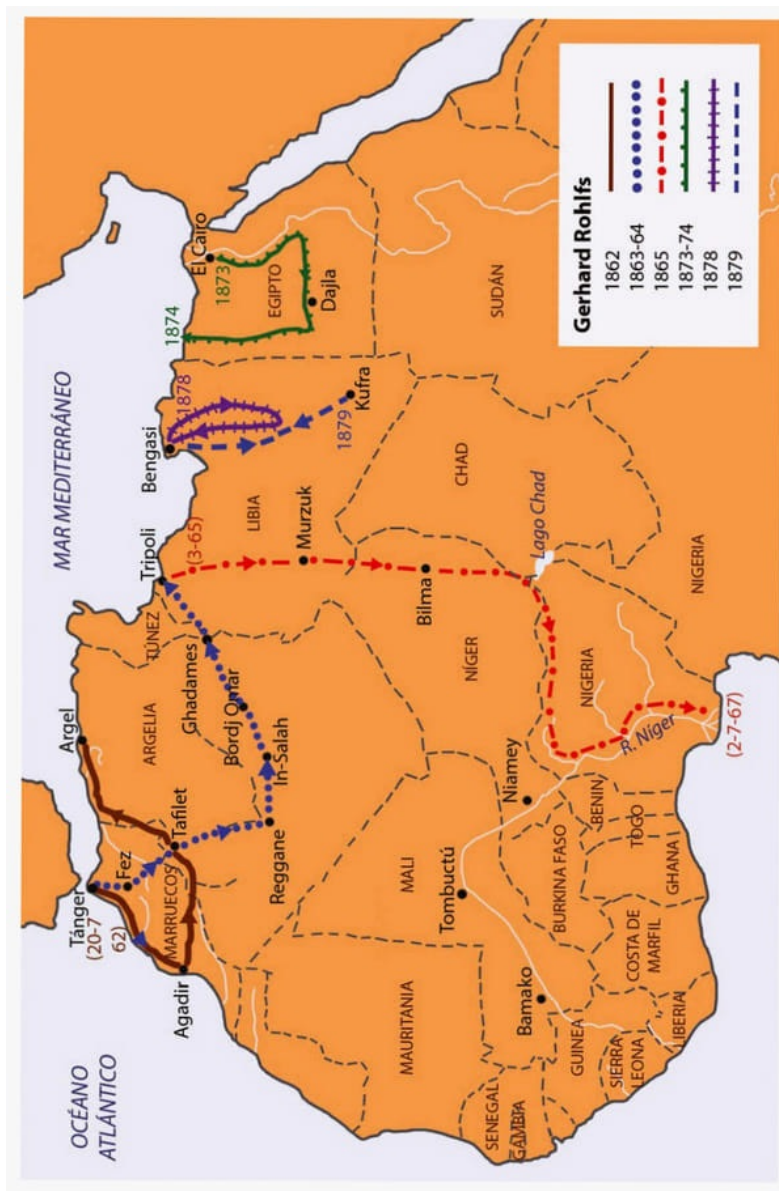 OCÉANO
ATLÁNTICO
MAR MEDITERRÁNEO
Tánger
(20-7
62)
Fez
MARRUECOS
Agadir
Tafilet
Argel
ARGELIA
TÚNEZ
Reggane
In-Salah
Bordj Omar
Ghadames
Tripoli
(3-65)
LIBIA
Murzuk
Bengasi
1878
1879
Kufra
1874
El Cairo
1873
EGIPTO
Dajla
MAURITANIA
MALI
Tombuctú
NÍGER
Bilma
CHAD
SUDÁN
Lago Chad
SENEGAL
GAMBIA
Bamako
GUINEA
SIERRA
LEONA
LIBERIA
COSTA DE
MARFIL
BURKINA FASO
GHANA
TOGO
BENIN
Niamey
NIGERIA
R. Níger
(2-7-67)
NIGERIA
Gerhard Rohlfs
1862
1863-64
1865
1873-74
1878
1879